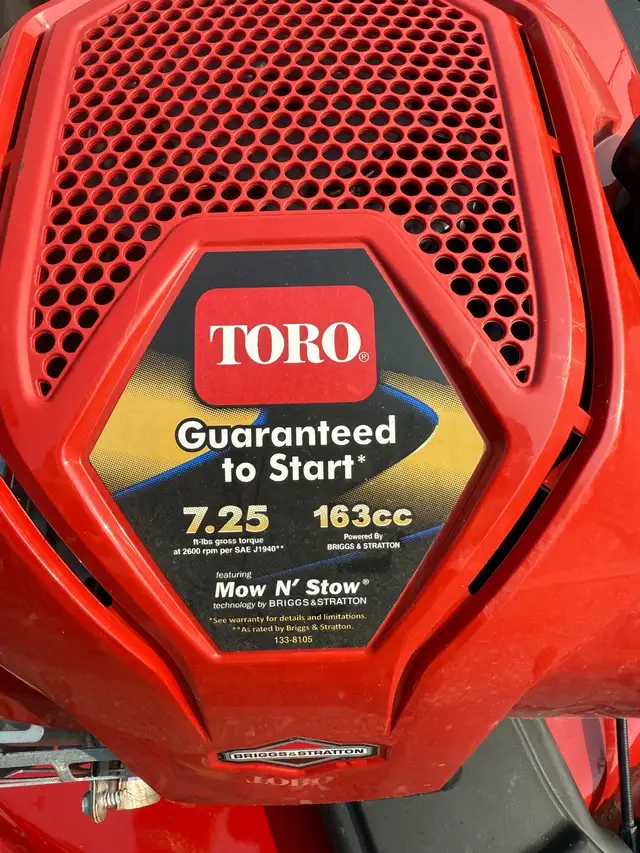 TORO®
Guaranteed
to Start*
7.25
ft-lbs gross torque
at 2600 rpm per SAE J1940**
163cc
Powered By
BRIGGS & STRATTON
featuring
Mow N' Stow®
technology by BRIGGS&STRATTON
*See warranty for details and limitations.
**As rated by Briggs & Stratton.
133-8105
BRIGGS&STRATTON
TORO